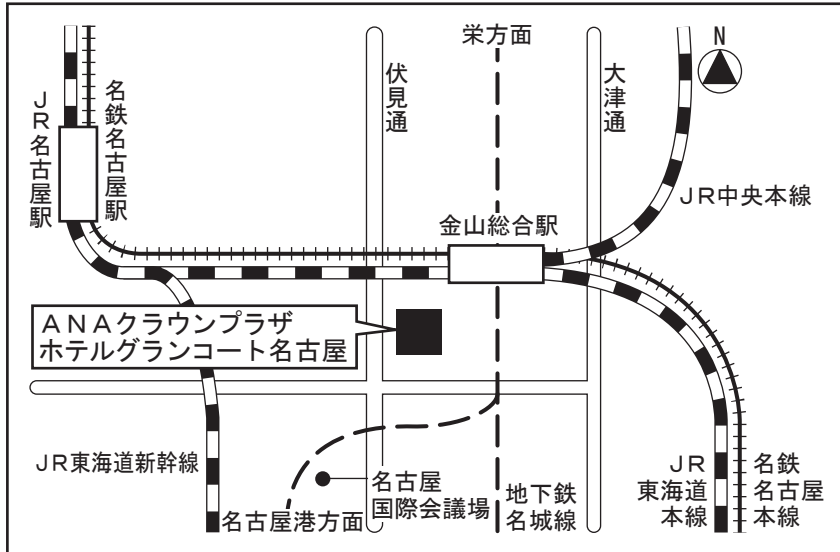 栄方面
N
伏見通
大津通
JR名古屋駅
名鉄名古屋駅
JR中央本線
金山総合駅
ANAクラウンプラザ
ホテルグランコート名古屋
JR東海道新幹線
名古屋
国際会議場
名古屋港方面
地下鉄
名城線
JR
東海道
本線
名鉄
名古屋
本線